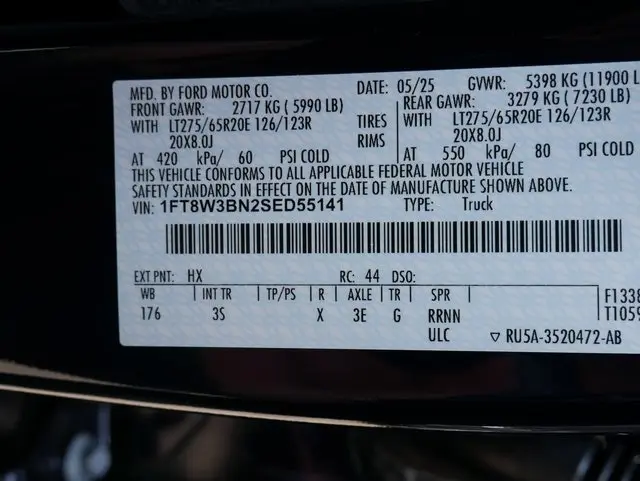 MFD. BY FORD MOTOR CO. DATE: 05/25 GVWR: 5398 KG (11900 L
FRONT GAWR: 2717 KG ( 5990 LB) REAR GAWR: 3279 KG ( 7230 LB)
WITH LT275/65R20E 126/123R TIRES WITH LT275/65R20E 126/123R
20X8.0J RIMS 20X8.0J
AT 420 kPa/ 60 PSI COLD AT 550 kPa/ 80 PSI COLD
THIS VEHICLE CONFORMS TO ALL APPLICABLE FEDERAL MOTOR VEHICLE
SAFETY STANDARDS IN EFFECT ON THE DATE OF MANUFACTURE SHOWN ABOVE.
VIN: 1FT8W3BN2SED55141 TYPE: Truck
EXT PNT: HX RC: 44 DSO:
WB INT TR TP/PS R AXLE TR SPR F1338
176 3S X 3E G RRNN T1059
ULC ▽ RU5A-3520472-AB